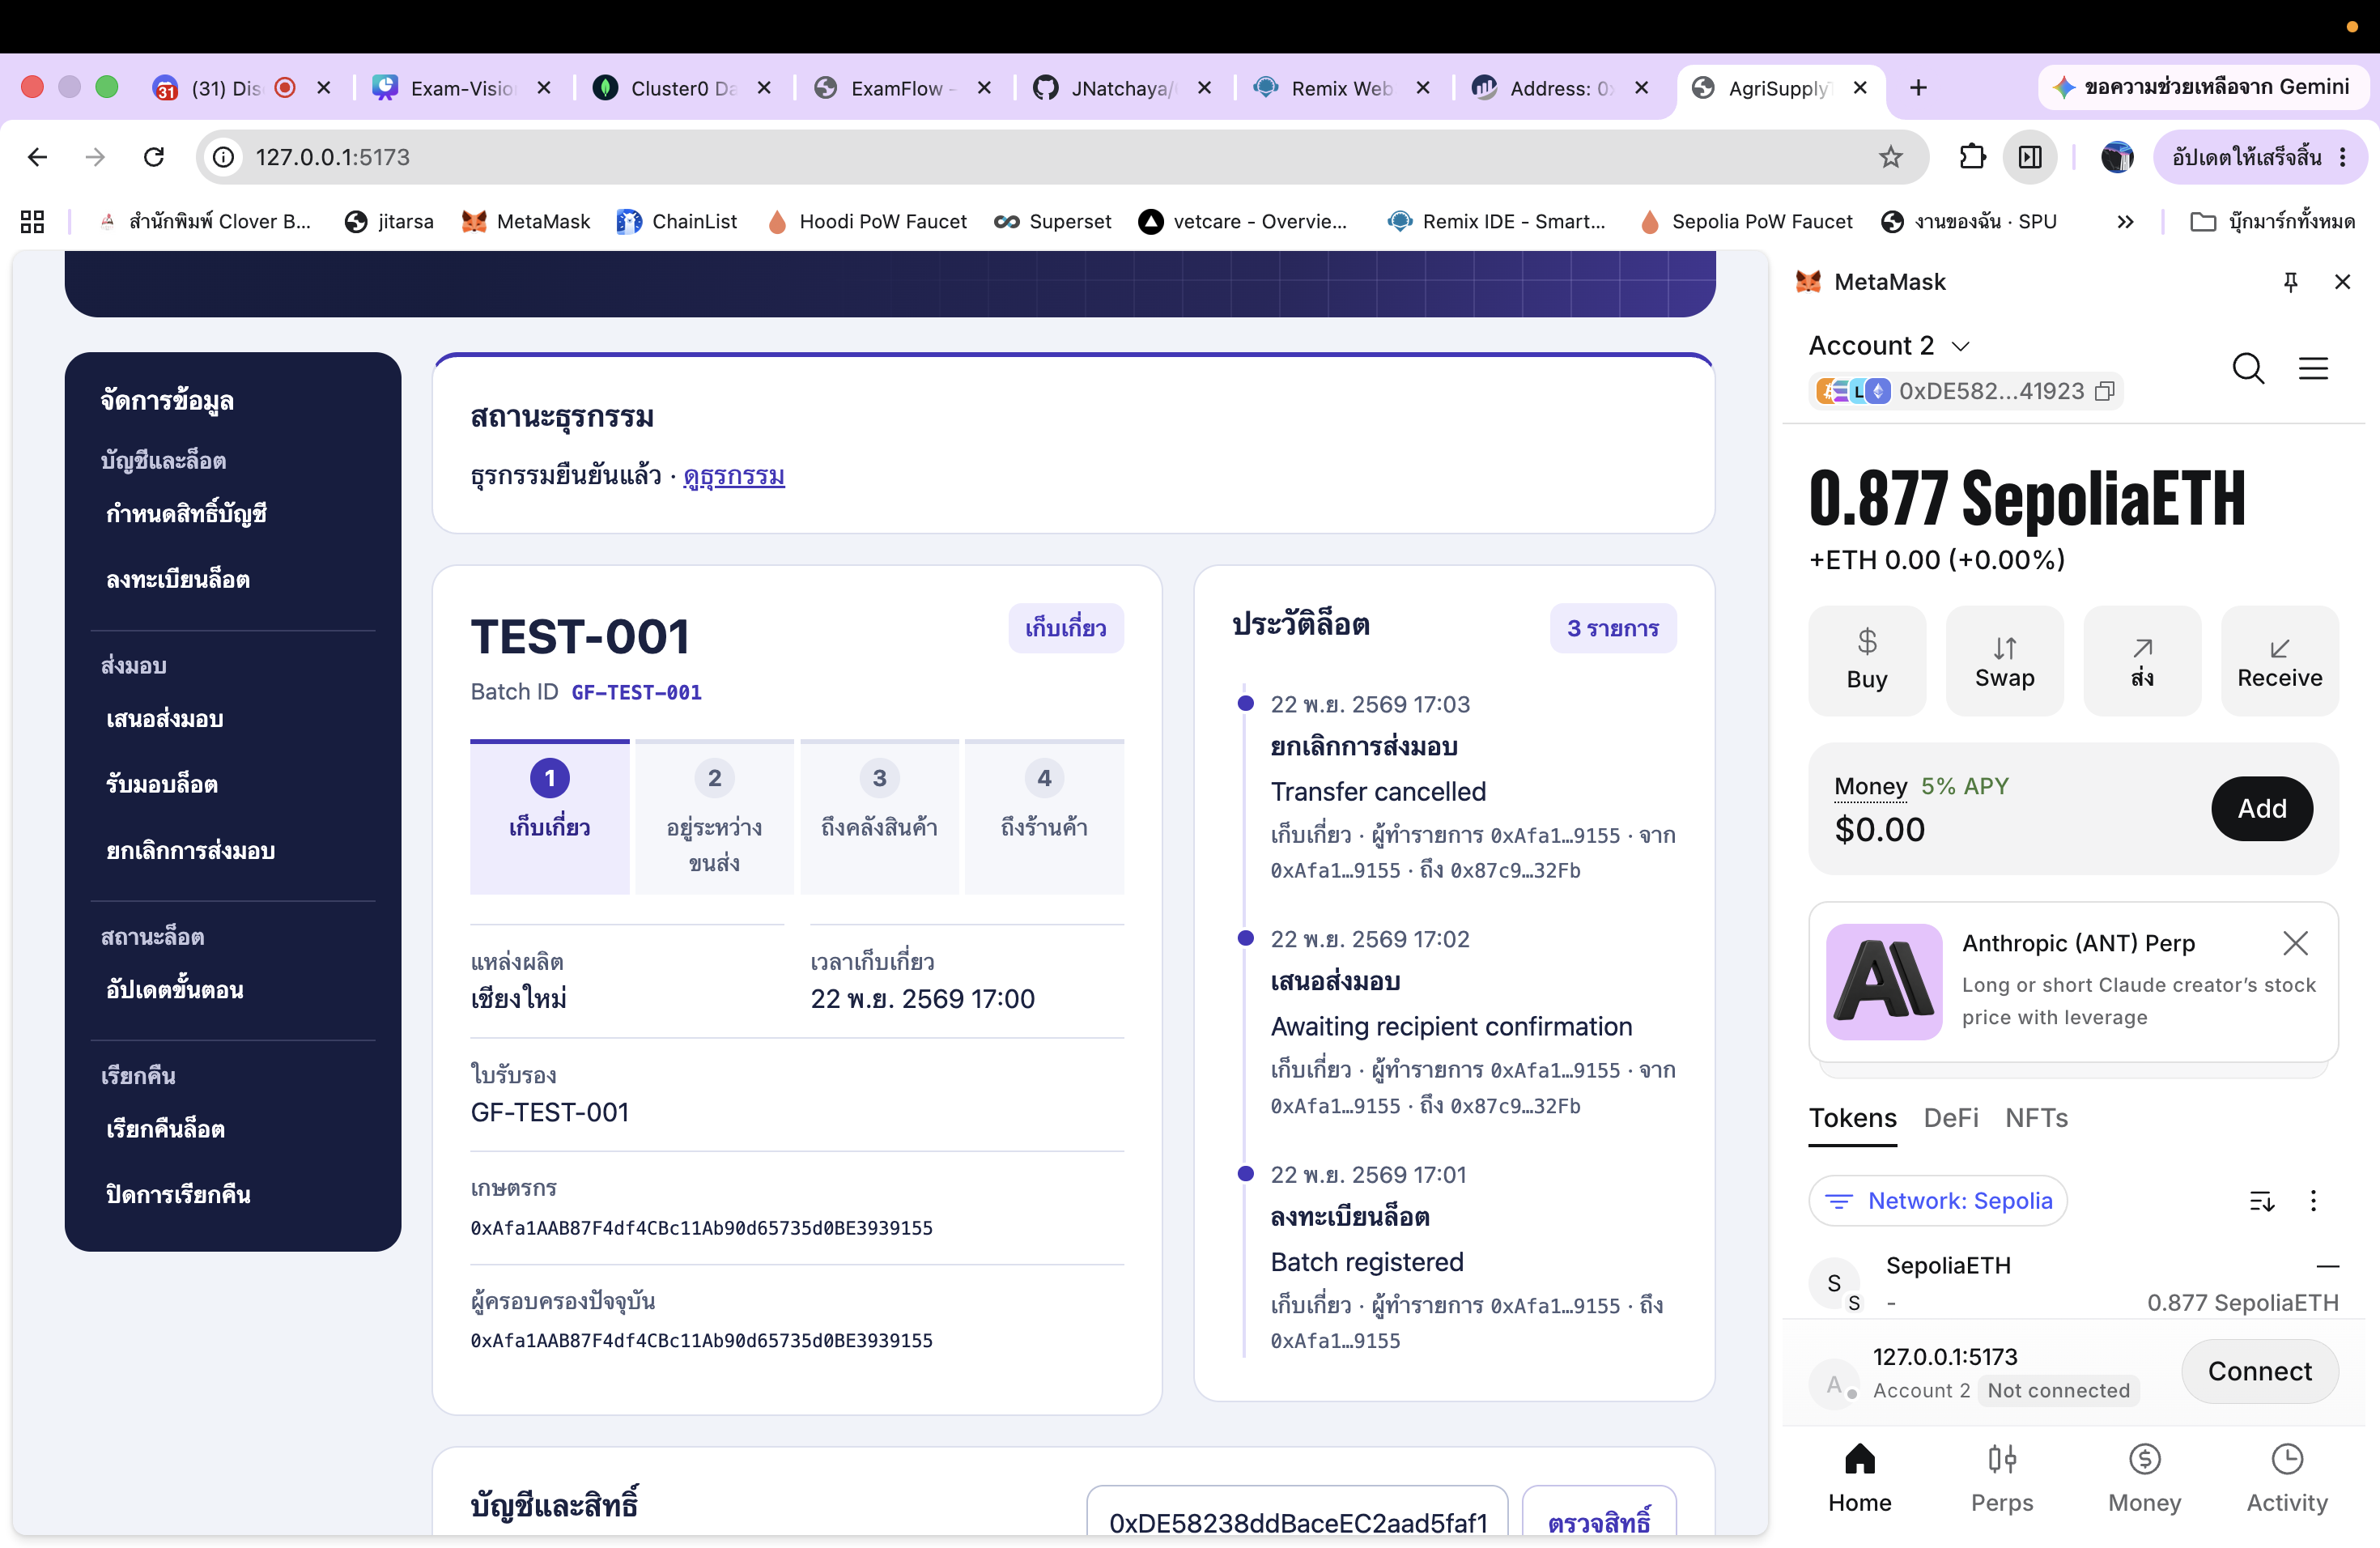 (31) Dis
Exam-Visio
Cluster0 Da
ExamFlow -
JNatchaya/
Remix Web
Address: 0x
AgriSupplyT
ขอความช่วยเหลือจาก Gemini
127.0.0.1:5173
อัปเดตให้เสร็จสิ้น
สำนักพิมพ์ Clover B...
jitarsa
MetaMask
ChainList
Hoodi PoW Faucet
Superset
vetcare - Overvie...
Remix IDE - Smart...
Sepolia PoW Faucet
งานของฉัน · SPU
บุ๊กมาร์กทั้งหมด
จัดการข้อมูล
บัญชีและล็อต
กำหนดสิทธิ์บัญชี
ลงทะเบียนล็อต
ส่งมอบ
เสนอส่งมอบ
รับมอบล็อต
ยกเลิกการส่งมอบ
สถานะล็อต
อัปเดตขั้นตอน
เรียกคืน
เรียกคืนล็อต
ปิดการเรียกคืน
สถานะธุรกรรม
ธุรกรรมยืนยันแล้ว · ดูธุรกรรม
TEST-001
เก็บเกี่ยว
Batch ID GF-TEST-001
1
เก็บเกี่ยว
2
อยู่ระหว่าง
ขนส่ง
3
ถึงคลังสินค้า
4
ถึงร้านค้า
แหล่งผลิต
เชียงใหม่
เวลาเก็บเกี่ยว
22 พ.ย. 2569 17:00
ใบรับรอง
GF-TEST-001
เกษตรกร
0xAfa1AAB87F4df4CBc11Ab90d65735d0BE3939155
ผู้ครอบครองปัจจุบัน
0xAfa1AAB87F4df4CBc11Ab90d65735d0BE3939155
ประวัติล็อต
3 รายการ
22 พ.ย. 2569 17:03
ยกเลิกการส่งมอบ
Transfer cancelled
เก็บเกี่ยว · ผู้ทำรายการ 0xAfa1…9155 · จาก
0xAfa1…9155 · ถึง 0x87c9…32Fb
22 พ.ย. 2569 17:02
เสนอส่งมอบ
Awaiting recipient confirmation
เก็บเกี่ยว · ผู้ทำรายการ 0xAfa1…9155 · จาก
0xAfa1…9155 · ถึง 0x87c9…32Fb
22 พ.ย. 2569 17:01
ลงทะเบียนล็อต
Batch registered
เก็บเกี่ยว · ผู้ทำรายการ 0xAfa1…9155 · ถึง
0xAfa1…9155
บัญชีและสิทธิ์
0xDE58238ddBaceEC2aad5faf1
ตรวจสิทธิ์
MetaMask
Account 2
0xDE582...41923
0.877 SepoliaETH
+ETH 0.00 (+0.00%)
Buy
Swap
ส่ง
Receive
Money 5% APY
$0.00
Add
Anthropic (ANT) Perp
Long or short Claude creator's stock
price with leverage
Tokens
DeFi
NFTs
Network: Sepolia
S
S
SepoliaETH
—
-
0.877 SepoliaETH
A
127.0.0.1:5173
Account 2 Not connected
Connect
Home
Perps
Money
Activity